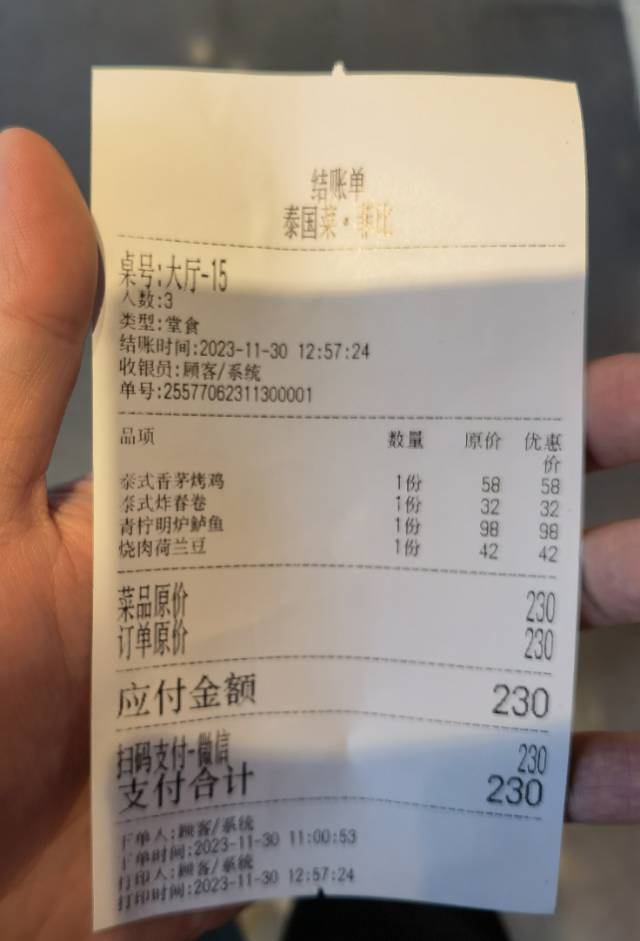 结账单
泰国菜·菲比
桌号:大厅-15
人数:3
类型:堂食
结账时间:2023-11-30 12:57:24
收银员:顾客/系统
单号:25577062311300001
品项 数量 原价 优惠价
泰式香茅烤鸡 1份 58 58
泰式炸春卷 1份 32 32
青柠明炉鲈鱼 1份 98 98
烧肉荷兰豆 1份 42 42
菜品原价 230
订单原价 230
应付金额 230
扫码支付-微信 230
支付合计 230
下单人:顾客/系统
下单时间:2023-11-30 11:00:53
打印人:顾客/系统
打印时间:2023-11-30 12:57:24